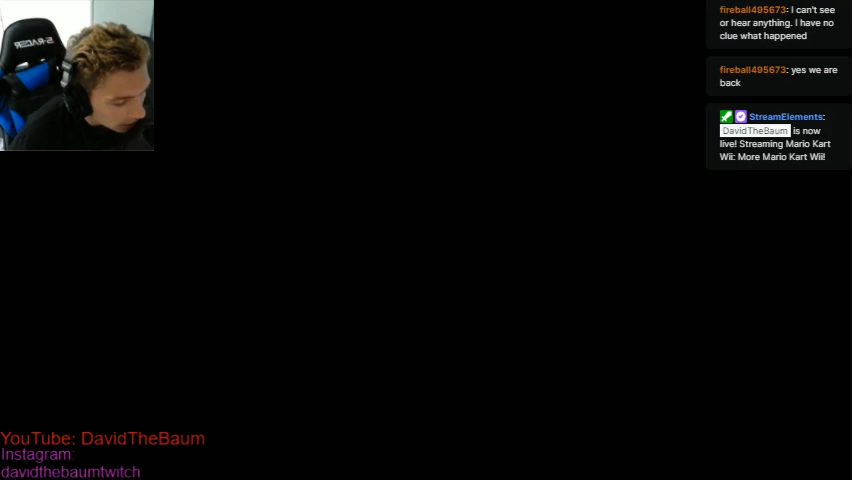 fireball495673: I can't see
or hear anything. I have no
clue what happened
fireball495673: yes we are
back
StreamElements:
DavidTheBaum is now
live! Streaming Mario Kart
Wii: More Mario Kart Wii!
YouTube: DavidTheBaum
Instagram:
davidthebaumtwitch